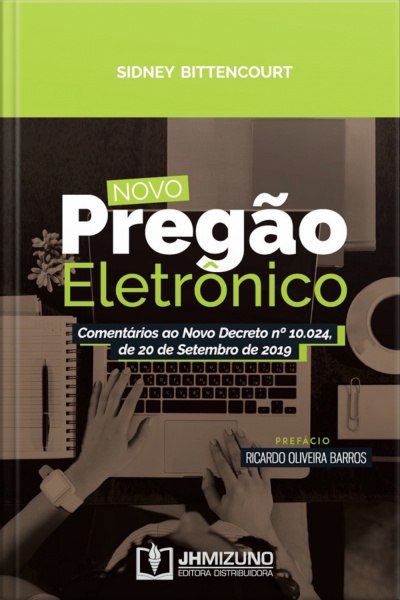 SIDNEY BITTENCOURT
NOVO
Pregão
Eletrônico
Comentários ao Novo Decreto nº 10.024,
de 20 de Setembro de 2019
PREFÁCIO
RICARDO OLIVEIRA BARROS
JHMIZUNO
EDITORA DISTRIBUIDORA